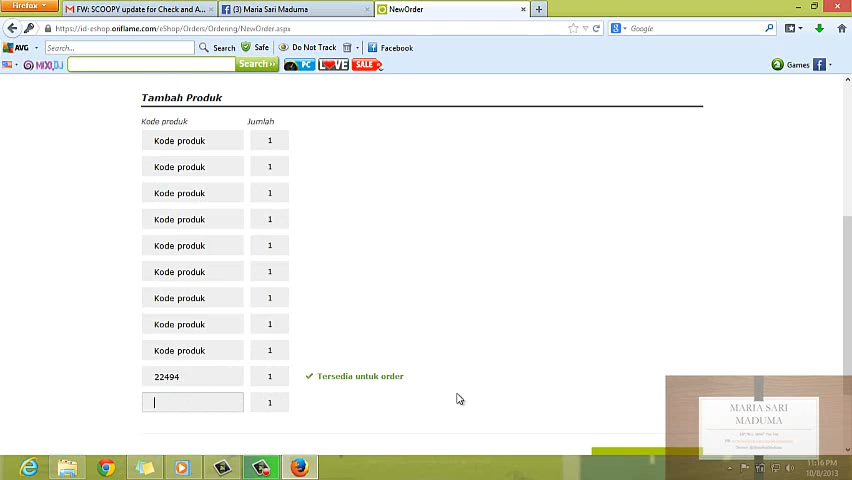 Firefox
FW: SCOOPY update for Check and A... ×
(3) Maria Sari Maduma ×
NewOrder ×
https://id-eshop.oriflame.com/eShop/Orders/Ordering/NewOrder.aspx
Google
AVG Search... Search Safe Do Not Track Facebook
MIXI.DJ Search ›› PC LOVE SALE Games
Tambah Produk
Kode produk Jumlah
Kode produk 1
Kode produk 1
Kode produk 1
Kode produk 1
Kode produk 1
Kode produk 1
Kode produk 1
Kode produk 1
Kode produk 1
22494 1 Tersedia untuk order
1
MARIA SARI
MADUMA
11:16 PM
10/8/2013